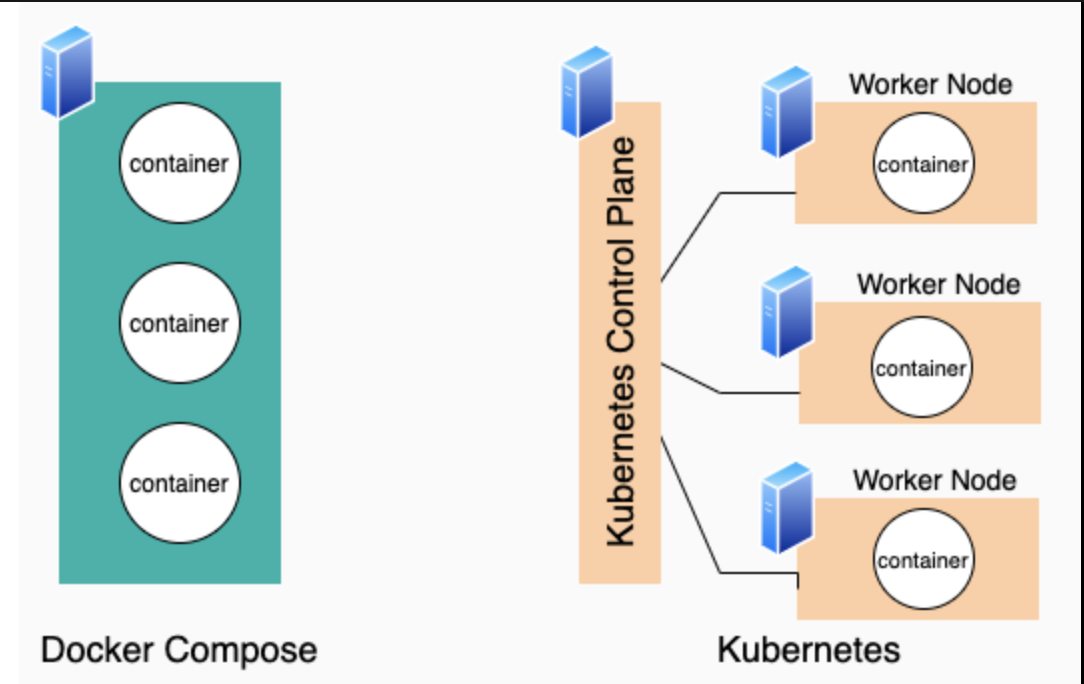 container
container
container
Docker Compose
Kubernetes Control Plane
Worker Node
container
Worker Node
container
Worker Node
container
Kubernetes